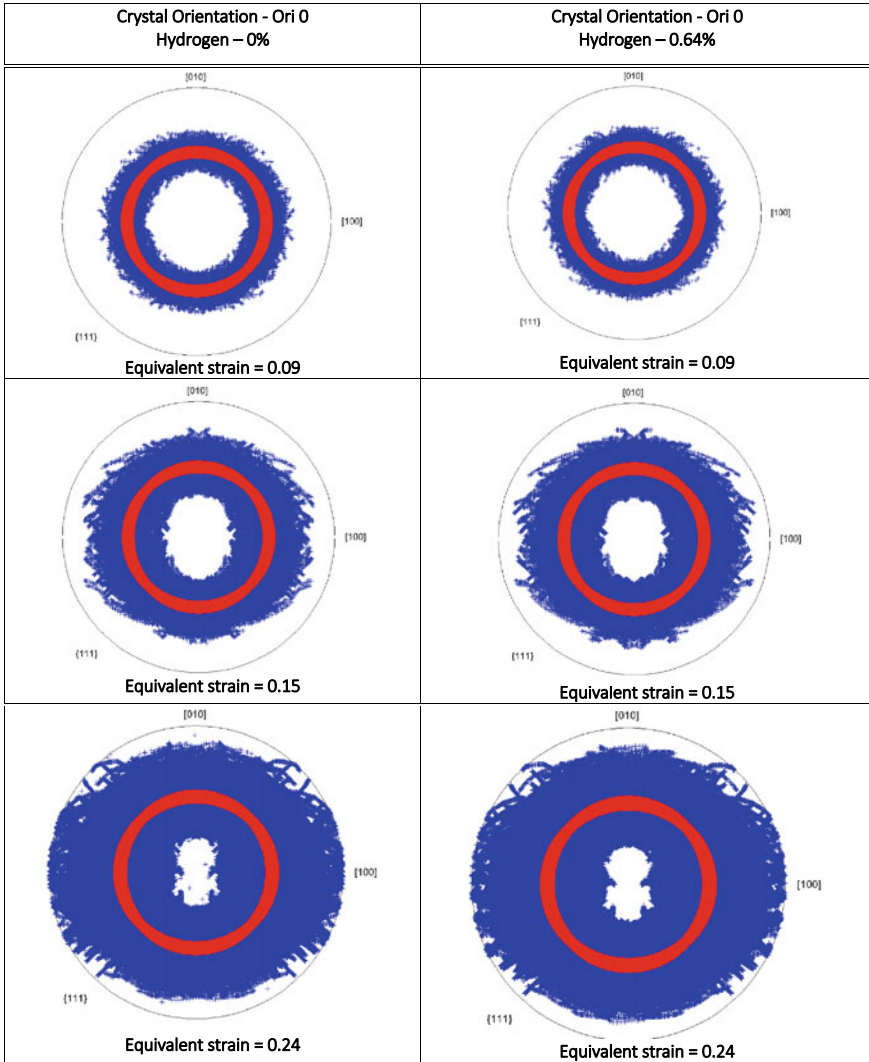 Crystal Orientation - Ori 0
Hydrogen – 0%
Crystal Orientation - Ori 0
Hydrogen – 0.64%
[010]
[100]
{111}
Equivalent strain = 0.09
[010]
[100]
{111}
Equivalent strain = 0.09
[010]
[100]
{111}
Equivalent strain = 0.15
[010]
[100]
{111}
Equivalent strain = 0.15
[010]
[100]
{111}
Equivalent strain = 0.24
[010]
[100]
{111}
Equivalent strain = 0.24